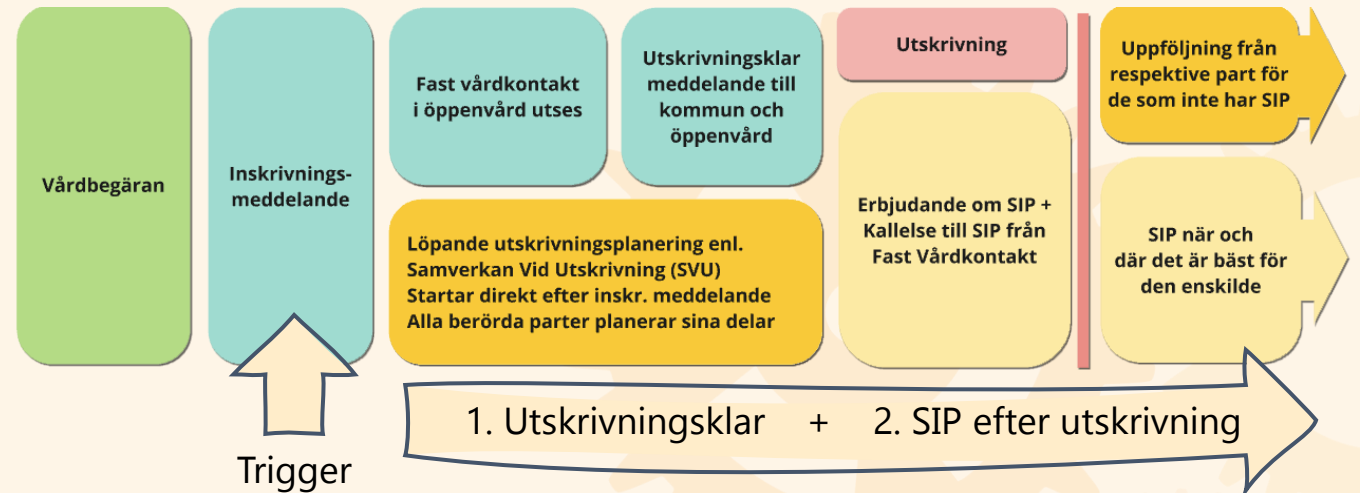 Vårdbegäran
Inskrivnings-
meddelande
Fast vårdkontakt
i öppenvård utses
Utskrivningsklar
meddelande till
kommun och
öppenvård
Löpande utskrivningsplanering enl.
Samverkan Vid Utskrivning (SVU)
Startar direkt efter inskr. meddelande
Alla berörda parter planerar sina delar
Utskrivning
Erbjudande om SIP +
Kallelse till SIP från
Fast Vårdkontakt
Uppföljning från
respektive part för
de som inte har SIP
SIP när och
där det är bäst för
den enskilde
1. Utskrivningsklar + 2. SIP efter utskrivning
Trigger